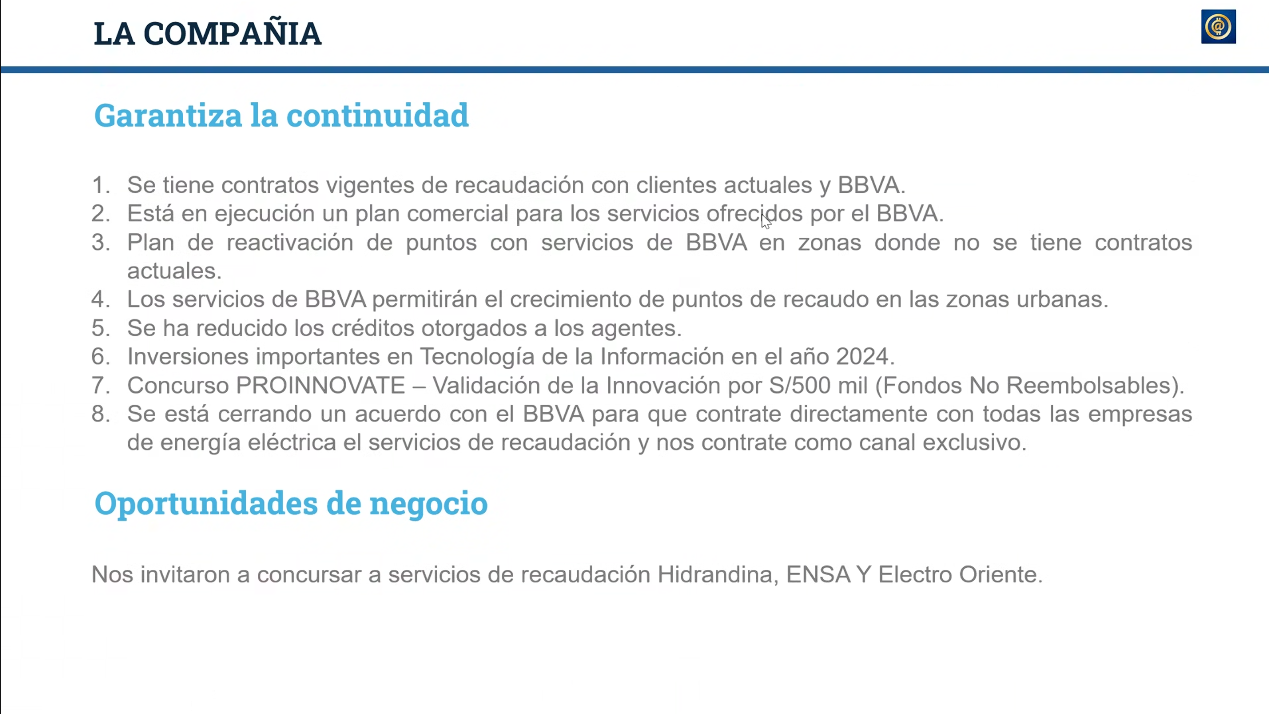 LA COMPAÑIA
Garantiza la continuidad
1. Se tiene contratos vigentes de recaudación con clientes actuales y BBVA.
2. Está en ejecución un plan comercial para los servicios ofrecidos por el BBVA.
3. Plan de reactivación de puntos con servicios de BBVA en zonas donde no se tiene contratos
actuales.
4. Los servicios de BBVA permitirán el crecimiento de puntos de recaudo en las zonas urbanas.
5. Se ha reducido los créditos otorgados a los agentes.
6. Inversiones importantes en Tecnología de la Información en el año 2024.
7. Concurso PROINNOVATE – Validación de la Innovación por S/500 mil (Fondos No Reembolsables).
8. Se está cerrando un acuerdo con el BBVA para que contrate directamente con todas las empresas
de energía eléctrica el servicios de recaudación y nos contrate como canal exclusivo.
Oportunidades de negocio
Nos invitaron a concursar a servicios de recaudación Hidrandina, ENSA Y Electro Oriente.